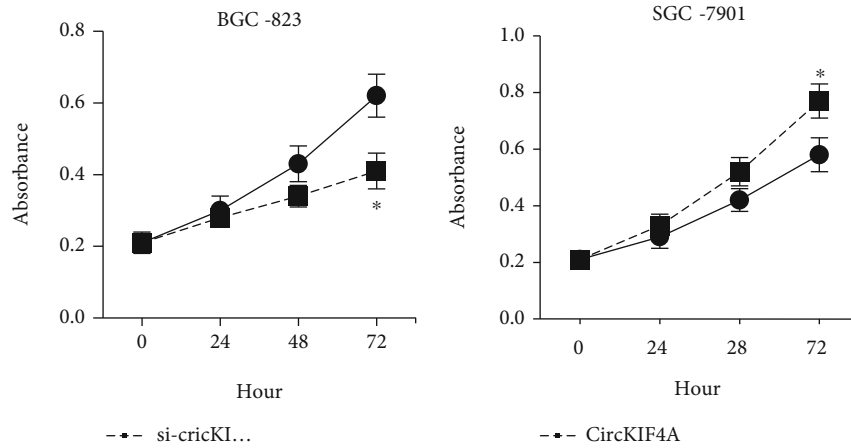 BGC -823
0.8
0.6
0.4
0.2
0.0
Absorbance
*
0 24 48 72
Hour
si-cricKI...
SGC -7901
1.0
0.8
0.6
0.4
0.2
0.0
Absorbance
*
0 24 28 72
Hour
CircKIF4A